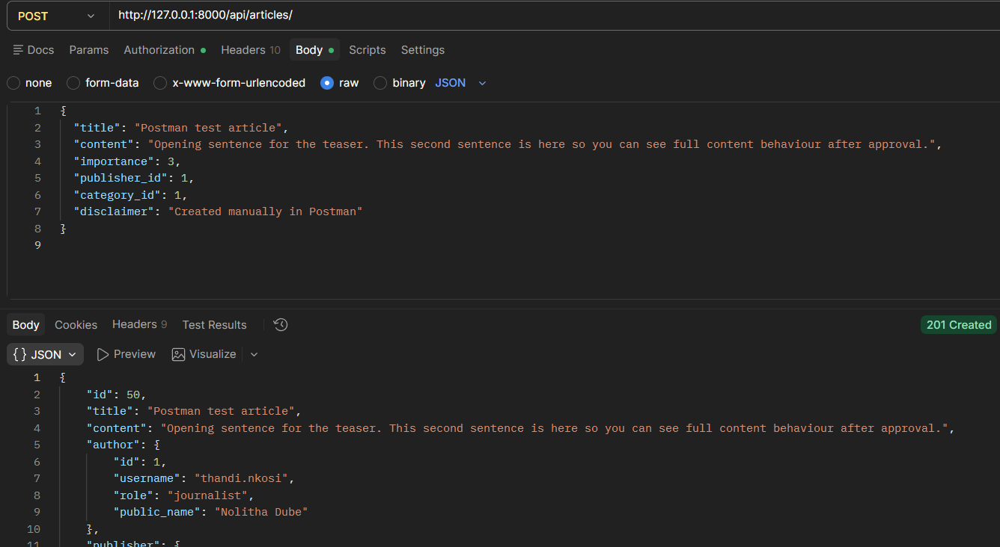 POST http://127.0.0.1:8000/api/articles/
Docs Params Authorization Headers 10 Body Scripts Settings
none form-data x-www-form-urlencoded raw binary JSON
1 {
2 "title": "Postman test article",
3 "content": "Opening sentence for the teaser. This second sentence is here so you can see full content behaviour after approval.",
4 "importance": 3,
5 "publisher_id": 1,
6 "category_id": 1,
7 "disclaimer": "Created manually in Postman"
8 }
9
Body Cookies Headers 9 Test Results 201 Created
{} JSON Preview Visualize
1 {
2 "id": 50,
3 "title": "Postman test article",
4 "content": "Opening sentence for the teaser. This second sentence is here so you can see full content behaviour after approval.",
5 "author": {
6 "id": 1,
7 "username": "thandi.nkosi",
8 "role": "journalist",
9 "public_name": "Nolitha Dube"
10 },
11 "publisher": {